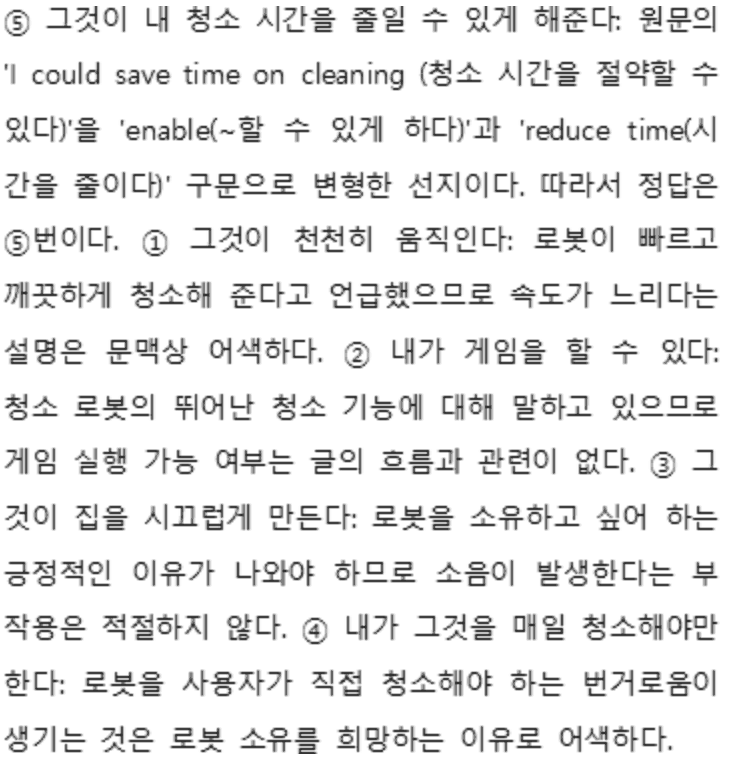 ⑤ 그것이 내 청소 시간을 줄일 수 있게 해준다: 원문의
'I could save time on cleaning (청소 시간을 절약할 수
있다)'을 'enable(~할 수 있게 하다)'과 'reduce time(시
간을 줄이다)' 구문으로 변형한 선지이다. 따라서 정답은
⑤번이다. ① 그것이 천천히 움직인다: 로봇이 빠르고
깨끗하게 청소해 준다고 언급했으므로 속도가 느리다는
설명은 문맥상 어색하다. ② 내가 게임을 할 수 있다:
청소 로봇의 뛰어난 청소 기능에 대해 말하고 있으므로
게임 실행 가능 여부는 글의 흐름과 관련이 없다. ③ 그
것이 집을 시끄럽게 만든다: 로봇을 소유하고 싶어 하는
긍정적인 이유가 나와야 하므로 소음이 발생한다는 부
작용은 적절하지 않다. ④ 내가 그것을 매일 청소해야만
한다: 로봇을 사용자가 직접 청소해야 하는 번거로움이
생기는 것은 로봇 소유를 희망하는 이유로 어색하다.